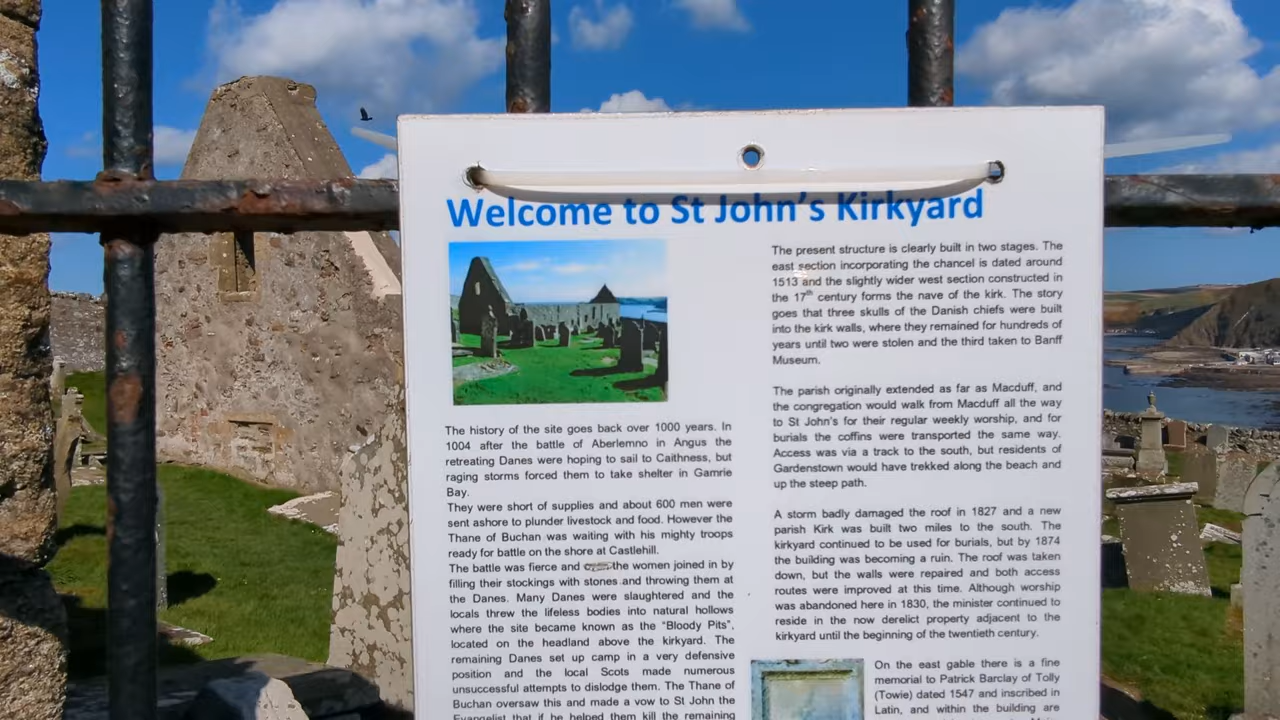 Welcome to St John's Kirkyard
The history of the site goes back over 1000 years. In
1004 after the battle of Aberlemno in Angus the
retreating Danes were hoping to sail to Caithness, but
raging storms forced them to take shelter in Gamrie
Bay.
They were short of supplies and about 600 men were
sent ashore to plunder livestock and food. However the
Thane of Buchan was waiting with his mighty troops
ready for battle on the shore at Castlehill.
The battle was fierce and the women joined in by
filling their stockings with stones and throwing them at
the Danes. Many Danes were slaughtered and the
locals threw the lifeless bodies into natural hollows
where the site became known as the "Bloody Pits",
located on the headland above the kirkyard. The
remaining Danes set up camp in a very defensive
position and the local Scots made numerous
unsuccessful attempts to dislodge them. The Thane of
Buchan oversaw this and made a vow to St John the
Evangelist that if he helped them kill the remaining
The present structure is clearly built in two stages. The
east section incorporating the chancel is dated around
1513 and the slightly wider west section constructed in
the 17th century forms the nave of the kirk. The story
goes that three skulls of the Danish chiefs were built
into the kirk walls, where they remained for hundreds of
years until two were stolen and the third taken to Banff
Museum.
The parish originally extended as far as Macduff, and
the congregation would walk from Macduff all the way
to St John's for their regular weekly worship, and for
burials the coffins were transported the same way.
Access was via a track to the south, but residents of
Gardenstown would have trekked along the beach and
up the steep path.
A storm badly damaged the roof in 1827 and a new
parish Kirk was built two miles to the south. The
kirkyard continued to be used for burials, but by 1874
the building was becoming a ruin. The roof was taken
down, but the walls were repaired and both access
routes were improved at this time. Although worship
was abandoned here in 1830, the minister continued to
reside in the now derelict property adjacent to the
kirkyard until the beginning of the twentieth century.
On the east gable there is a fine
memorial to Patrick Barclay of Tolly
(Towie) dated 1547 and inscribed in
Latin, and within the building are